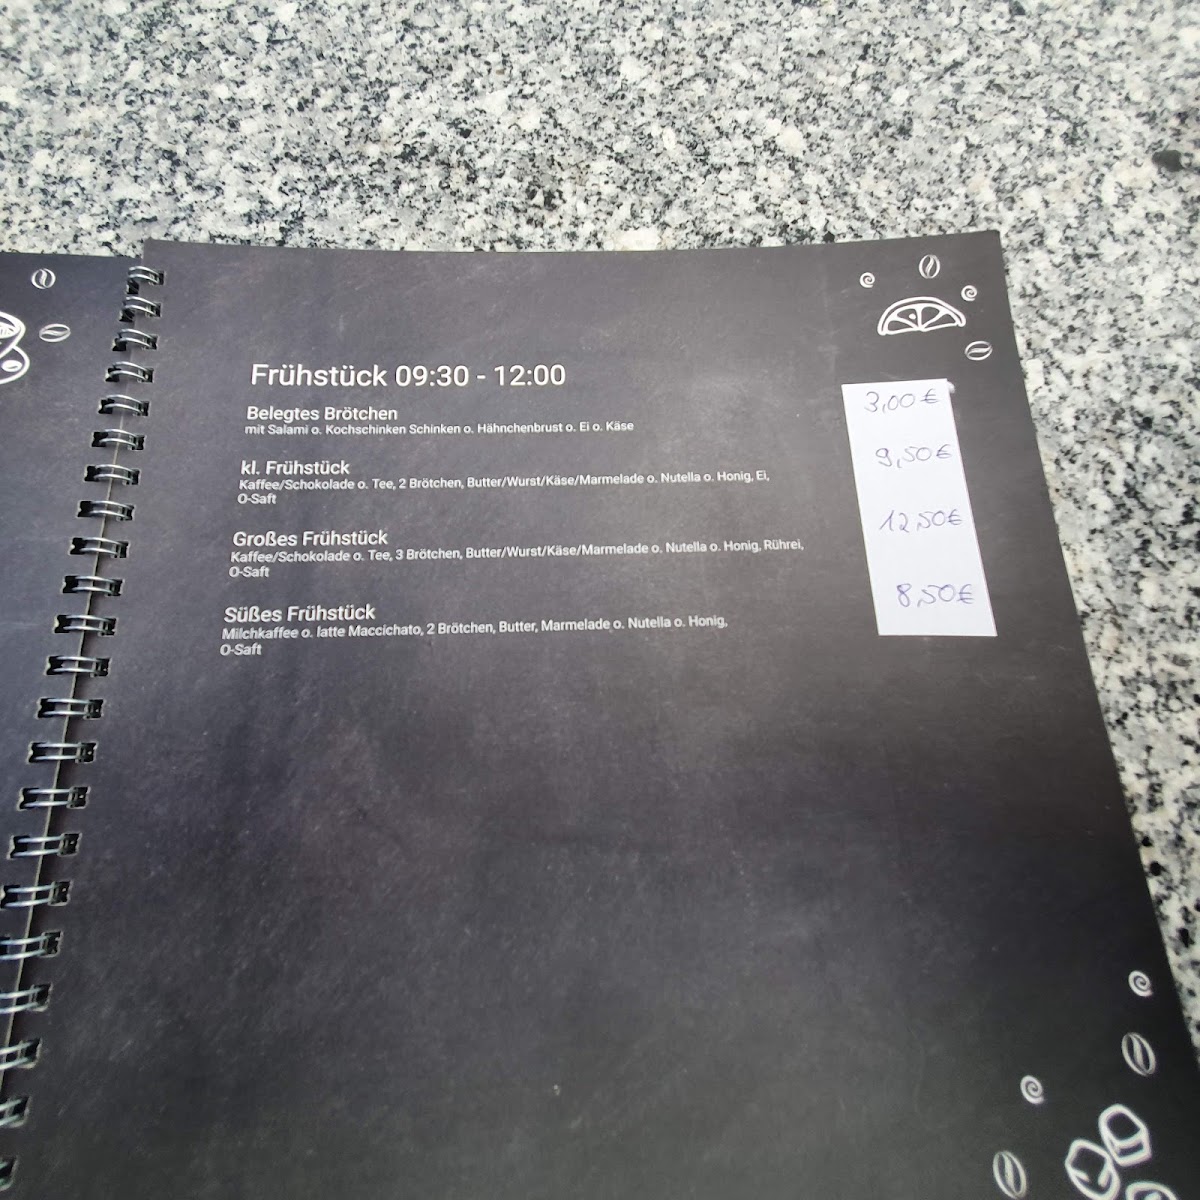 Frühstück 09:30 - 12:00
Belegtes Brötchen 3,00 €
mit Salami o. Kochschinken Schinken o. Hähnchenbrust o. Ei o. Käse
kl. Frühstück 9,50€
Kaffee/Schokolade o. Tee, 2 Brötchen, Butter/Wurst/Käse/Marmelade o. Nutella o. Honig, Ei,
O-Saft
Großes Frühstück 12,50€
Kaffee/Schokolade o. Tee, 3 Brötchen, Butter/Wurst/Käse/Marmelade o. Nutella o. Honig, Rührei,
O-Saft
Süßes Frühstück 8,50€
Milchkaffee o. latte Maccichato, 2 Brötchen, Butter, Marmelade o. Nutella o. Honig,
O-Saft